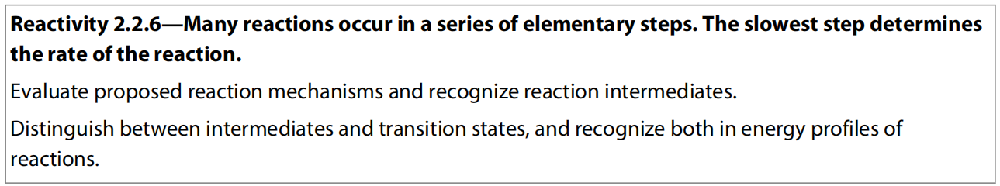 Reactivity 2.2.6—Many reactions occur in a series of elementary steps. The slowest step determines
the rate of the reaction.
Evaluate proposed reaction mechanisms and recognize reaction intermediates.
Distinguish between intermediates and transition states, and recognize both in energy profiles of
reactions.